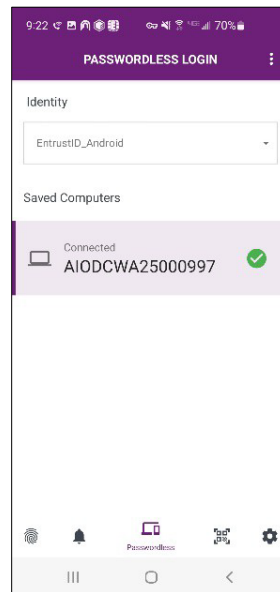 9:22 70%
PASSWORDLESS LOGIN
Identity
EntrustID_Android
Saved Computers
Connected
AIODCWA25000997
Passwordless